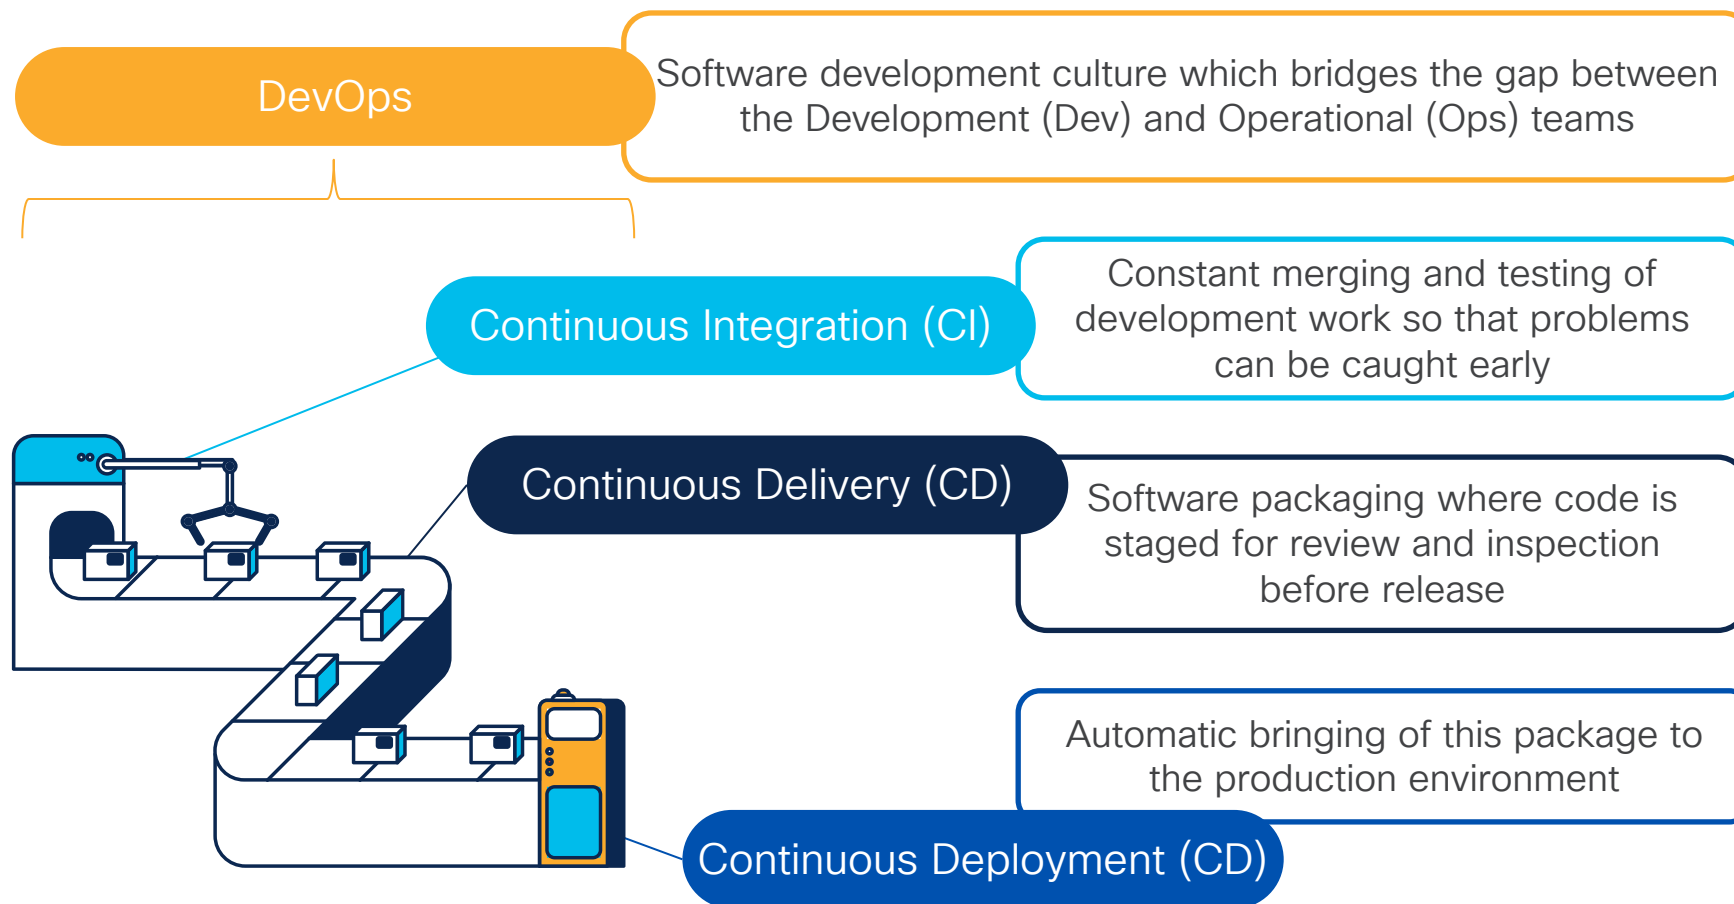 DevOps
Software development culture which bridges the gap between
the Development (Dev) and Operational (Ops) teams
Continuous Integration (CI)
Constant merging and testing of
development work so that problems
can be caught early
Continuous Delivery (CD)
Software packaging where code is
staged for review and inspection
before release
Automatic bringing of this package to
the production environment
Continuous Deployment (CD)